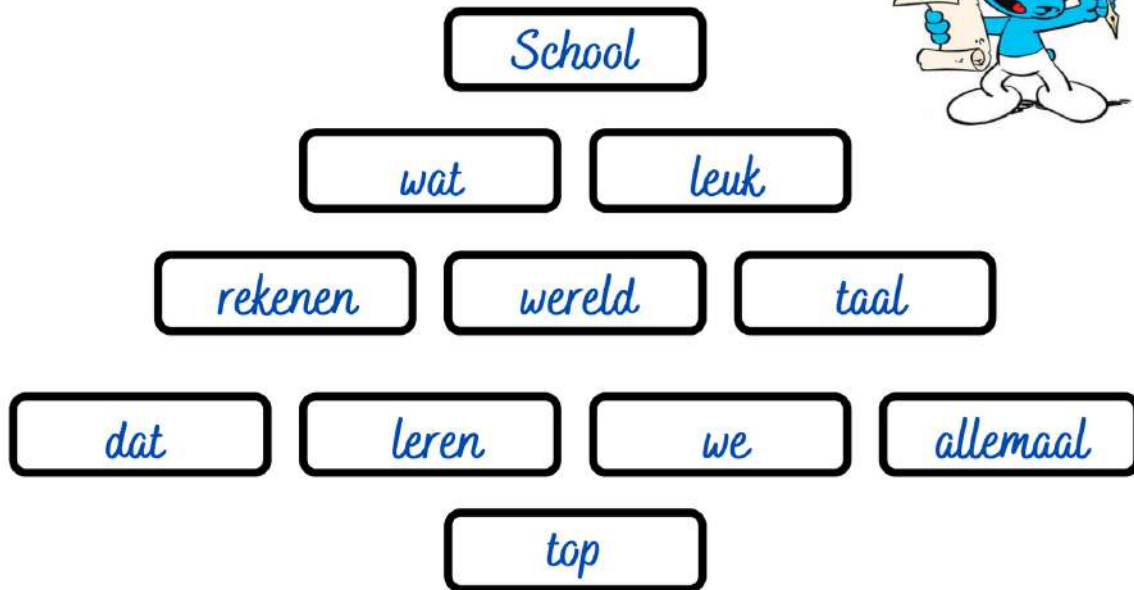 School
wat leuk
rekenen wereld taal
dat leren we allemaal
top